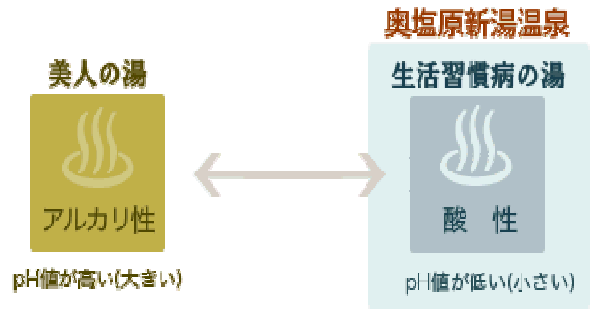 奥塩原新湯温泉
美人の湯
生活習慣病の湯
アルカリ性
酸 性
pH値が高い(大きい)
pH値が低い(小さい)